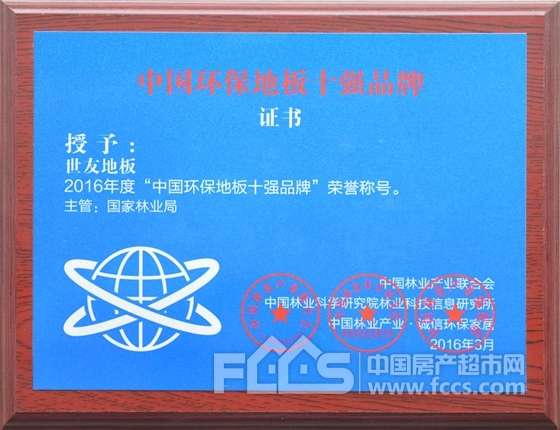 中国环保地板十强品牌
证书
授予：
世友地板
2016年度“中国环保地板十强品牌”荣誉称号。
主管：国家林业局
中国林业产业联合会
中国林业科学研究院林业科技信息研究所
中国林业产业·诚信环保家居
2016年3月
FCCS 中国房产超市网
www.fccs.com